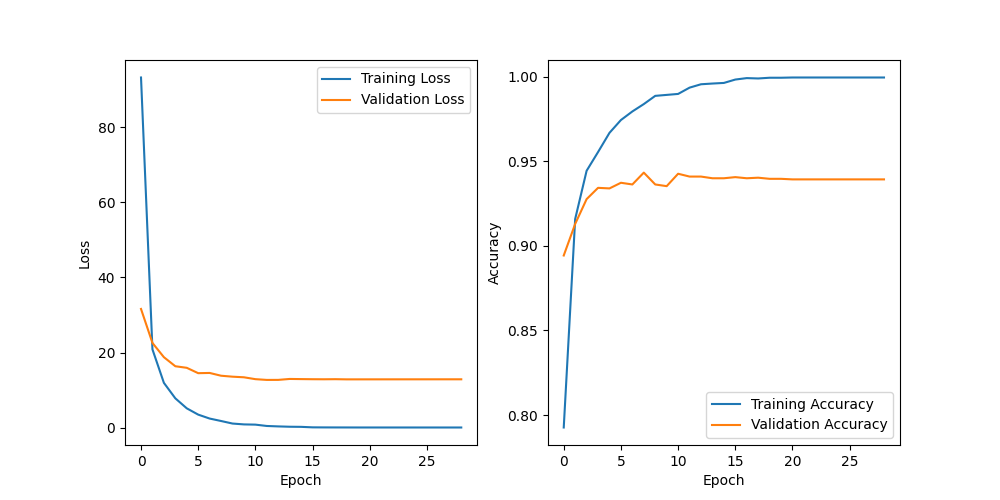 Training Loss
Validation Loss
80
60
40
20
0
Loss
0 5 10 15 20 25
Epoch
1.00
0.95
0.90
0.85
0.80
Accuracy
Training Accuracy
Validation Accuracy
0 5 10 15 20 25
Epoch